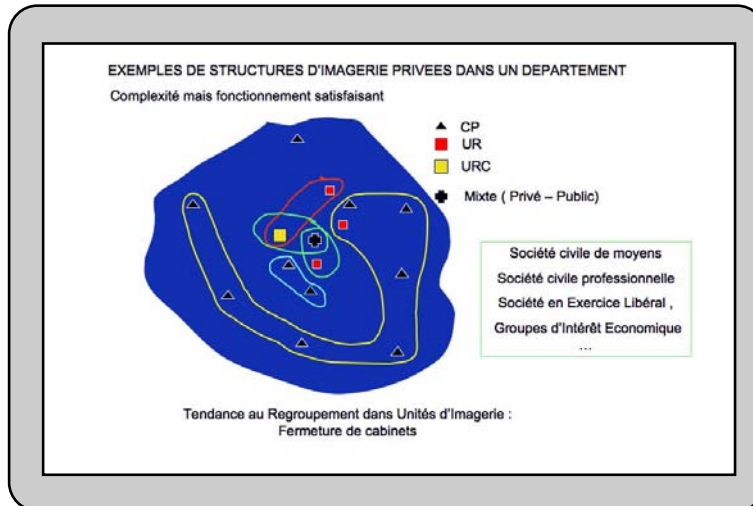 EXEMPLES DE STRUCTURES D'IMAGERIE PRIVEES DANS UN DEPARTEMENT
Complexité mais fonctionnement satisfaisant
CP
UR
URC
Mixte ( Privé – Public)
Société civile de moyens
Société civile professionnelle
Société en Exercice Libéral ,
Groupes d'Intérêt Economique
...
Tendance au Regroupement dans Unités d'Imagerie :
Fermeture de cabinets